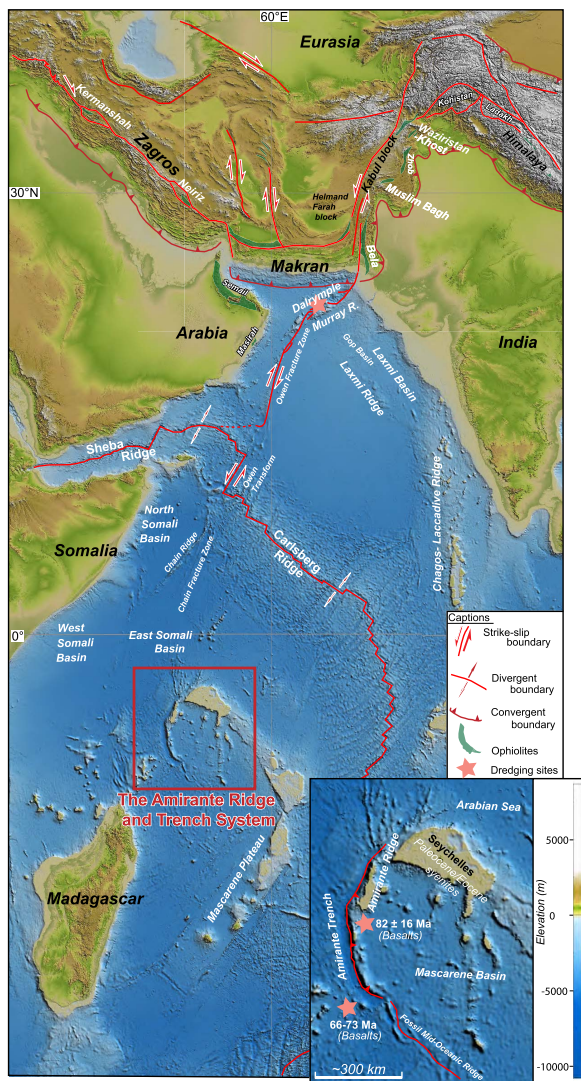 60°E
Eurasia
Kermanshah
Zagros
Neiriz
Kohistan
Ladakh
Himalaya
Waziristan
-Khost
Zhob
Kabul block
30°N
Helmand
Farah
block
Muslim Bagh
Bela
Makran
Semail
Dalrymple
Murray R.
Masirah
Arabia
Gop Basin
Laxmi Basin
Laxmi Ridge
India
Owen Fracture Zone
Sheba
Ridge
Owen
Transform
North
Somali
Basin
Chain Ridge
Chain Fracture Zone
Carlsberg
Ridge
Chagos- Laccadive Ridge
Somalia
0°
West
Somali
Basin
East Somali
Basin
Captions
Strike-slip
boundary
Divergent
boundary
Convergent
boundary
Ophiolites
Dredging sites
The Amirante Ridge
and Trench System
Mascarene Plateau
Madagascar
Arabian Sea
Seychelles
Paleocene/Eocene
syenites
Amirante Ridge
Amirante Trench
82 ± 16 Ma
(Basalts)
Mascarene Basin
66-73 Ma
(Basalts)
Fossil Mid-Oceanic Ridge
~300 km
Elevation (m)
5000
0
-5000
-10000